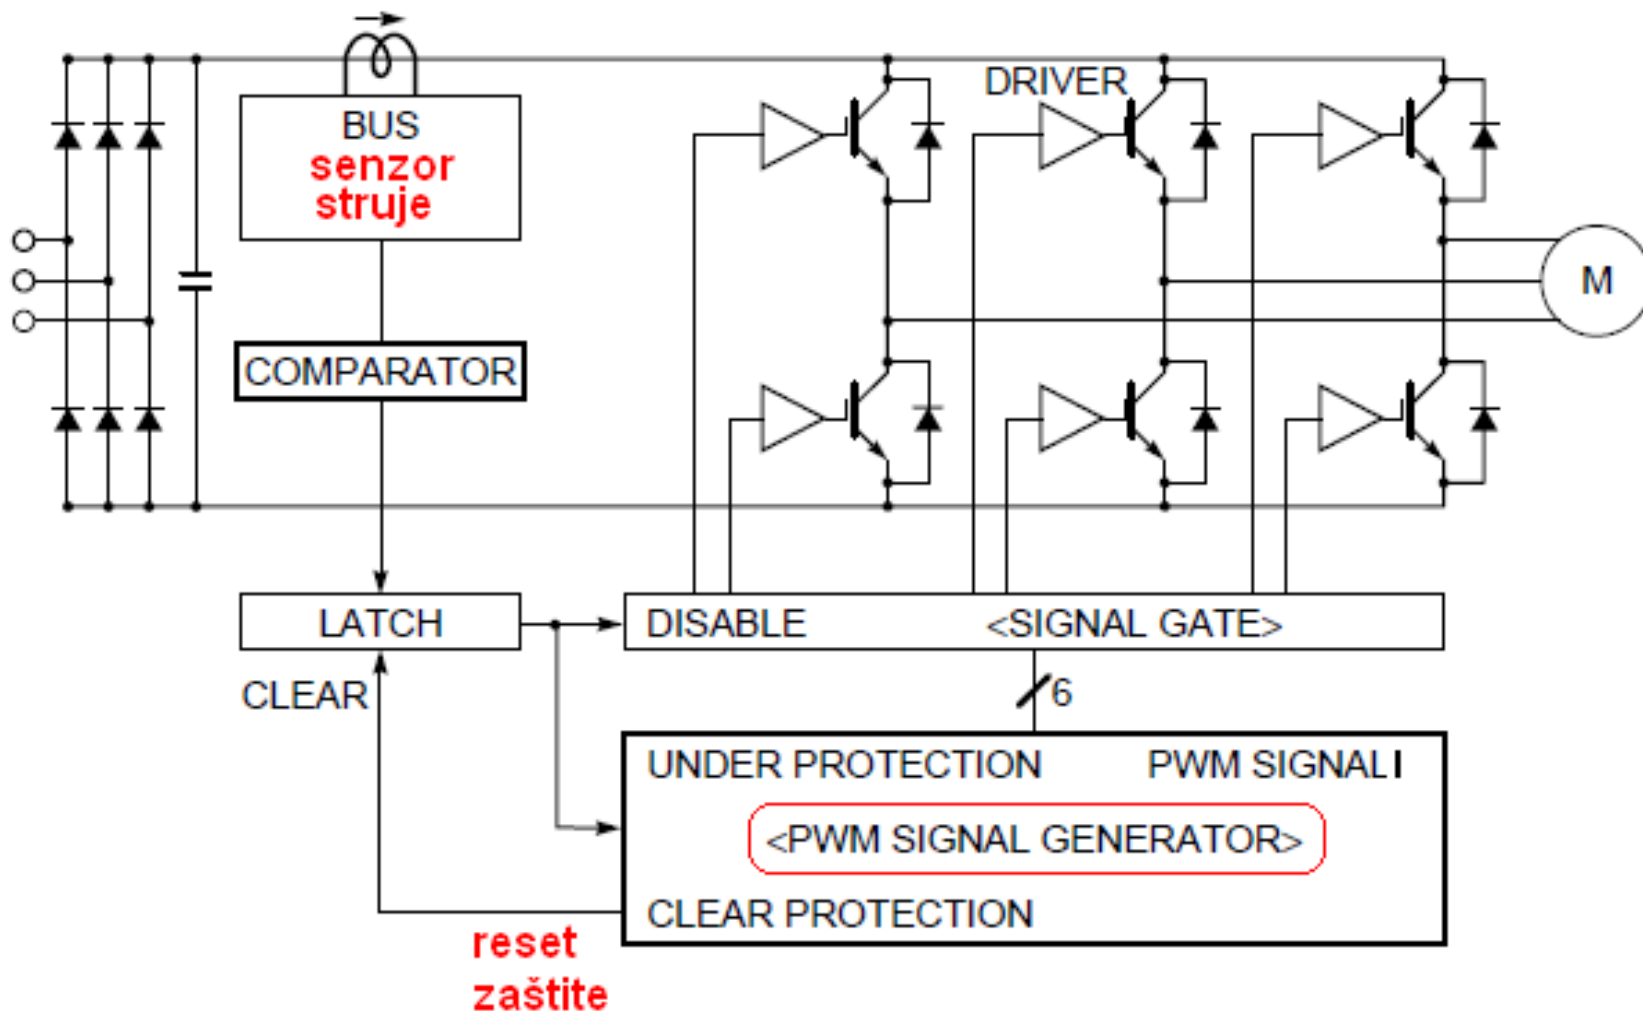 DRIVER
BUS
senzor
struje
M
COMPARATOR
LATCH
DISABLE <SIGNAL GATE>
CLEAR
6
UNDER PROTECTION PWM SIGNALI
<PWM SIGNAL GENERATOR>
CLEAR PROTECTION
reset
zaštite